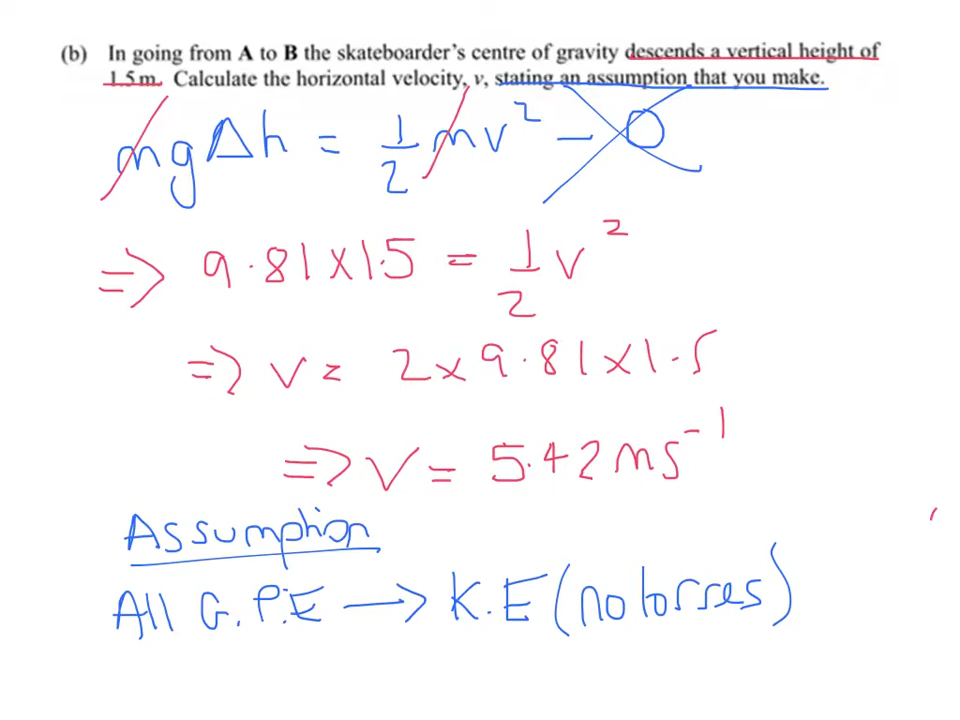 (b) In going from A to B the skateboarder's centre of gravity descends a vertical height of
1.5 m. Calculate the horizontal velocity, v, stating an assumption that you make.
mgΔh = 1/2 mv² – 0
=> 9.81 x 1.5 = 1/2 v²
=> v = 2 x 9.81 x 1.5
=> v = 5.42 ms⁻¹
Assumption
All G.P.E → K.E (no losses)